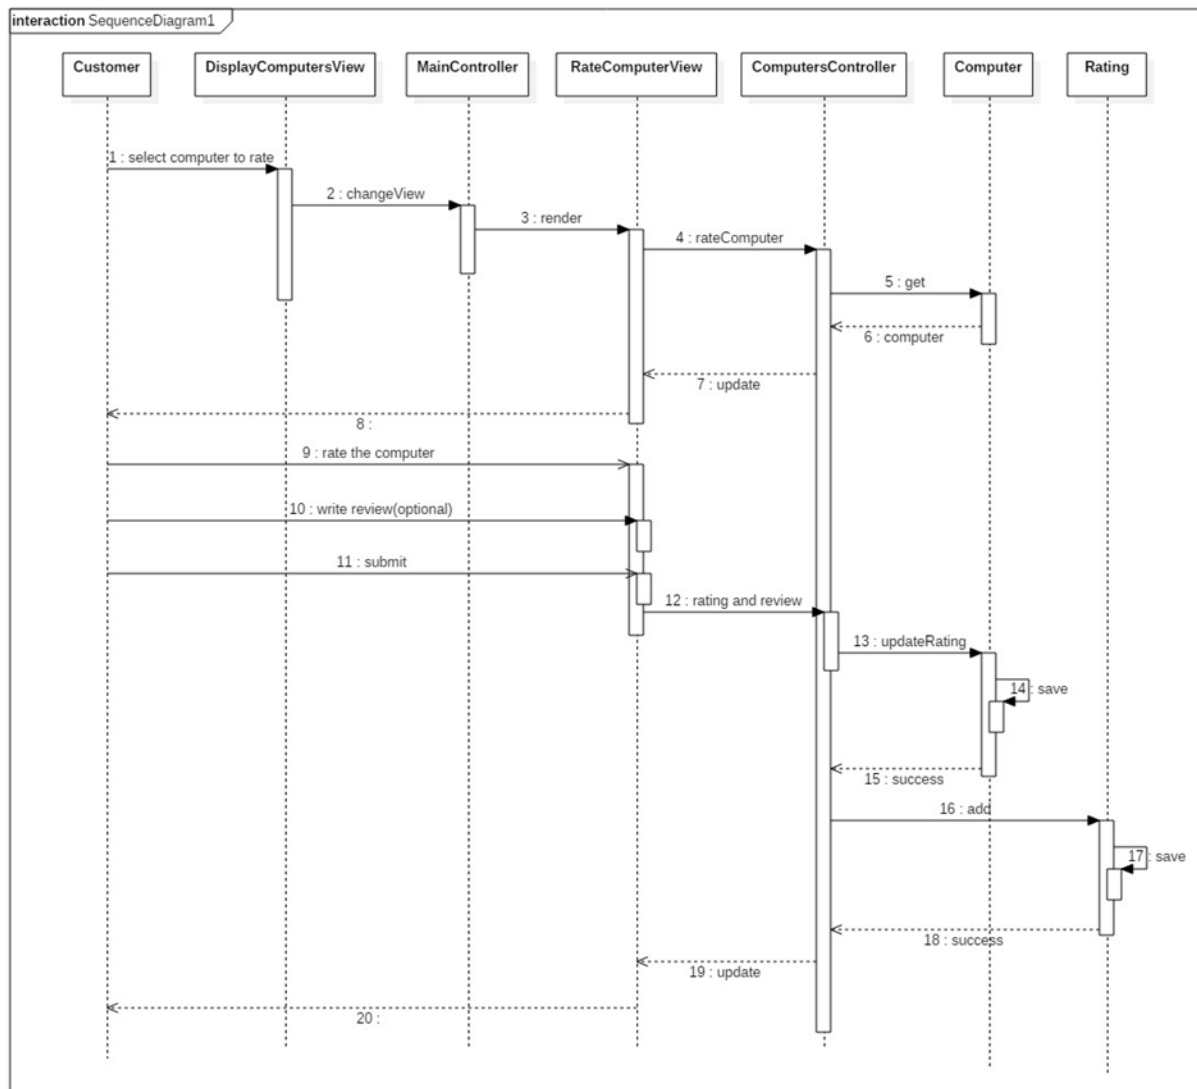 interaction SequenceDiagram1
Customer
DisplayComputersView
MainController
RateComputerView
ComputersController
Computer
Rating
1 : select computer to rate
2 : changeView
3 : render
4 : rateComputer
5 : get
6 : computer
7 : update
8 :
9 : rate the computer
10 : write review(optional)
11 : submit
12 : rating and review
13 : updateRating
14 : save
15 : success
16 : add
17 : save
18 : success
19 : update
20 :